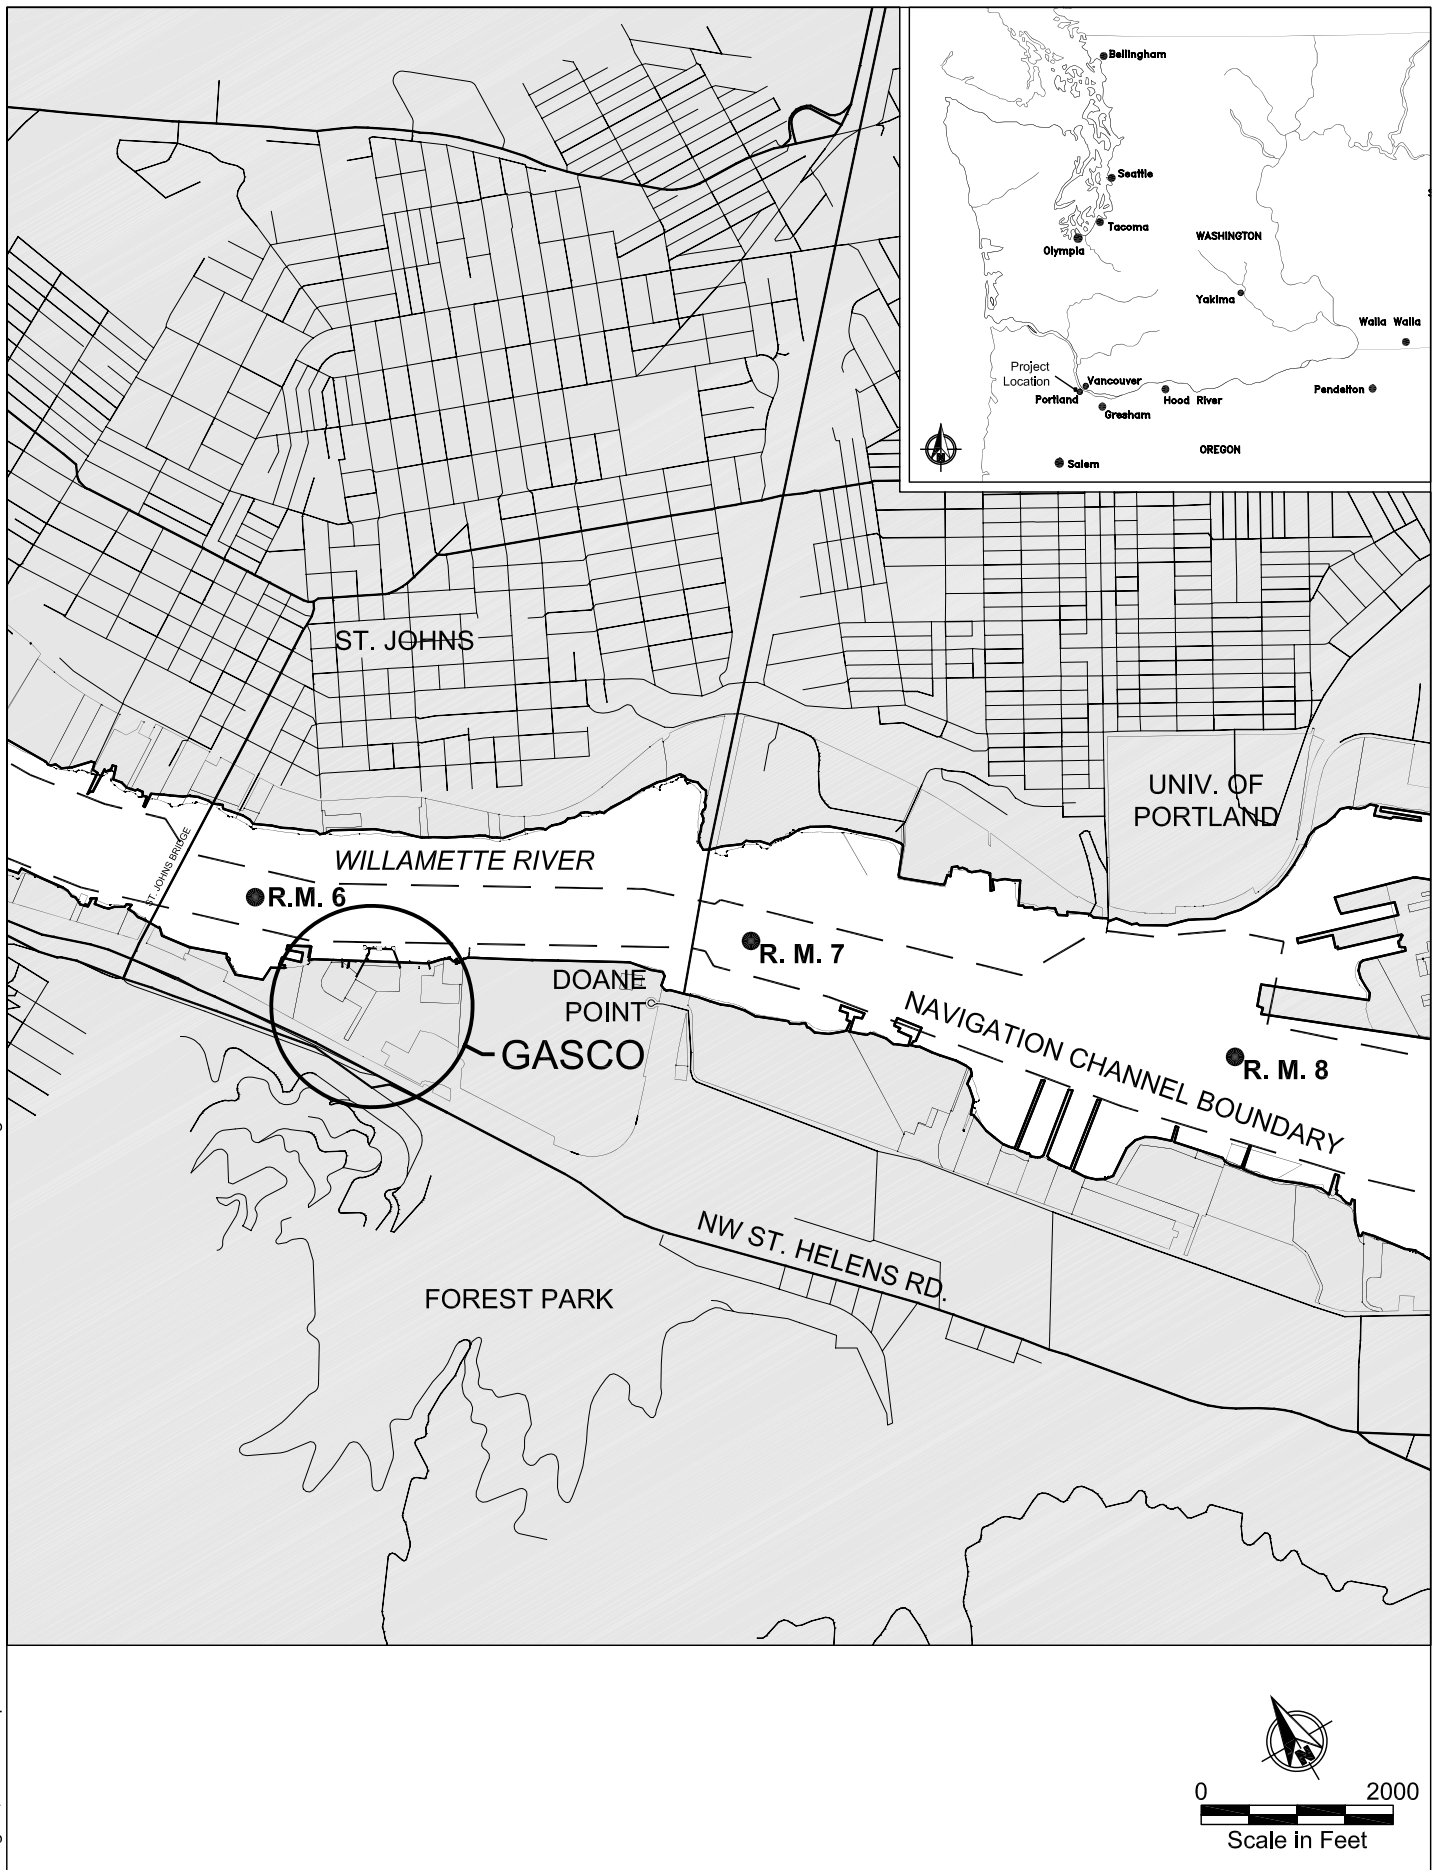 Bellingham
Seattle
Tacoma
Olympia
WASHINGTON
Yakima
Walla Walla
Project
Location
Vancouver
Portland
Hood River
Pendelton
Gresham
OREGON
Salem
N
ST. JOHNS
UNIV. OF
PORTLAND
ST. JOHNS BRIDGE
WILLAMETTE RIVER
R.M. 6
R. M. 7
DOANE
POINT
GASCO
NAVIGATION CHANNEL BOUNDARY
R. M. 8
NW ST. HELENS RD.
FOREST PARK
N
0 2000
Scale in Feet